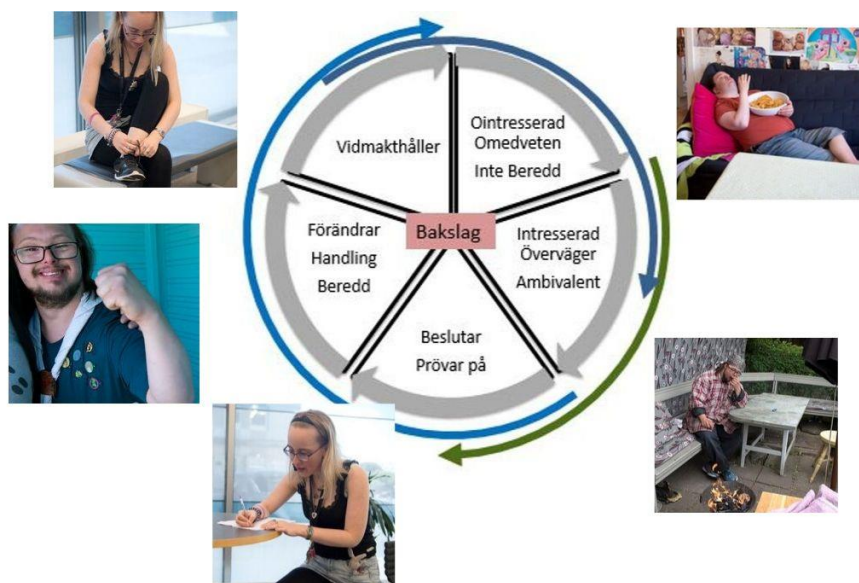 Vidmakthåller
Ointresserad
Omedveten
Inte Beredd
Bakslag
Intresserad
Överväger
Ambivalent
Beslutar
Prövar på
Förändrar
Handling
Beredd